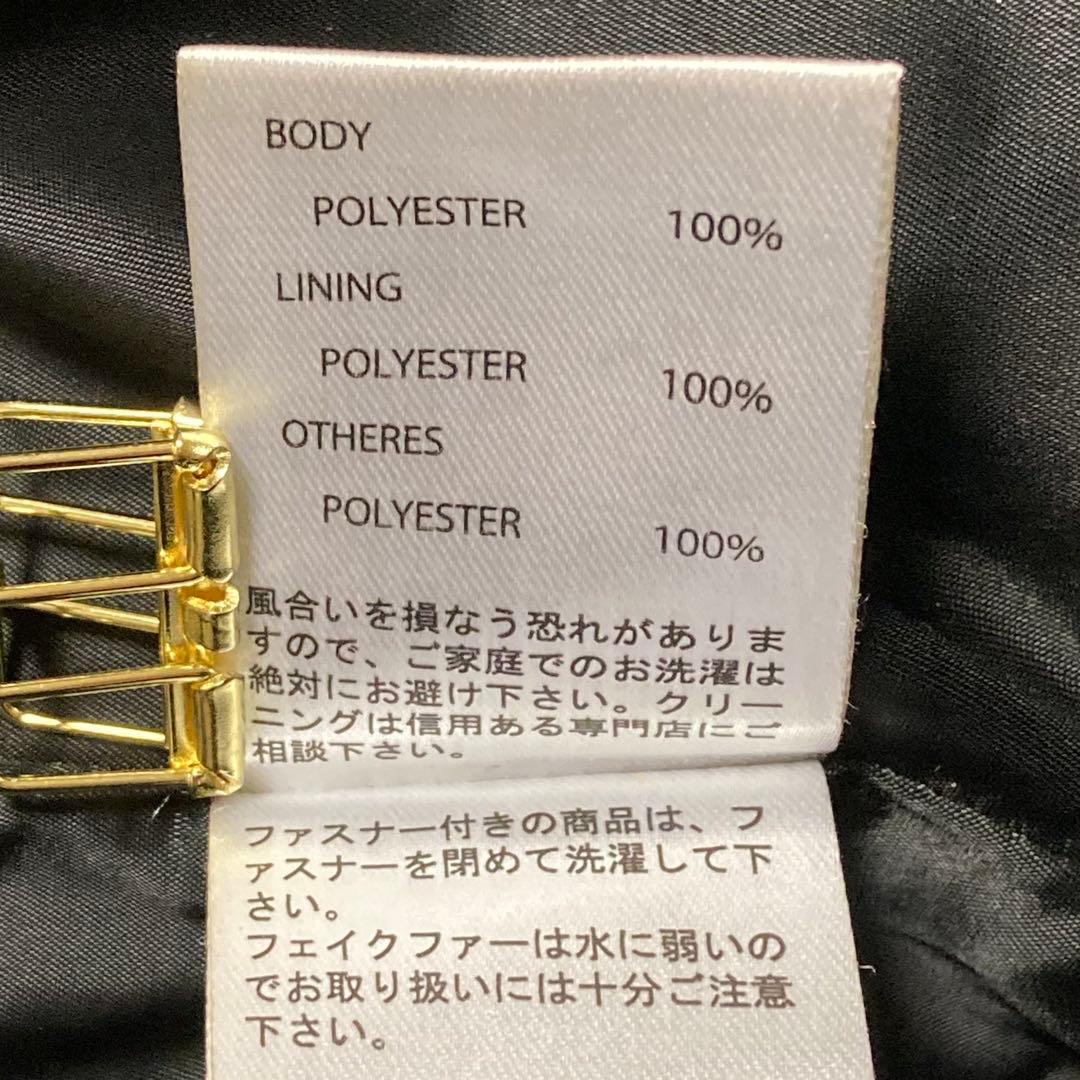 BODY
POLYESTER 100%
LINING
POLYESTER 100%
OTHERES
POLYESTER 100%
風合いを損なう恐れがありま
すので、ご家庭でのお洗濯は
絶対にお避け下さい。クリー
ニングは信用ある専門店にご
相談下さい。
ファスナー付きの商品は、フ
ァスナーを閉めて洗濯して下
さい。
フェイクファーは水に弱いの
でお取り扱いには十分ご注意
下さい。